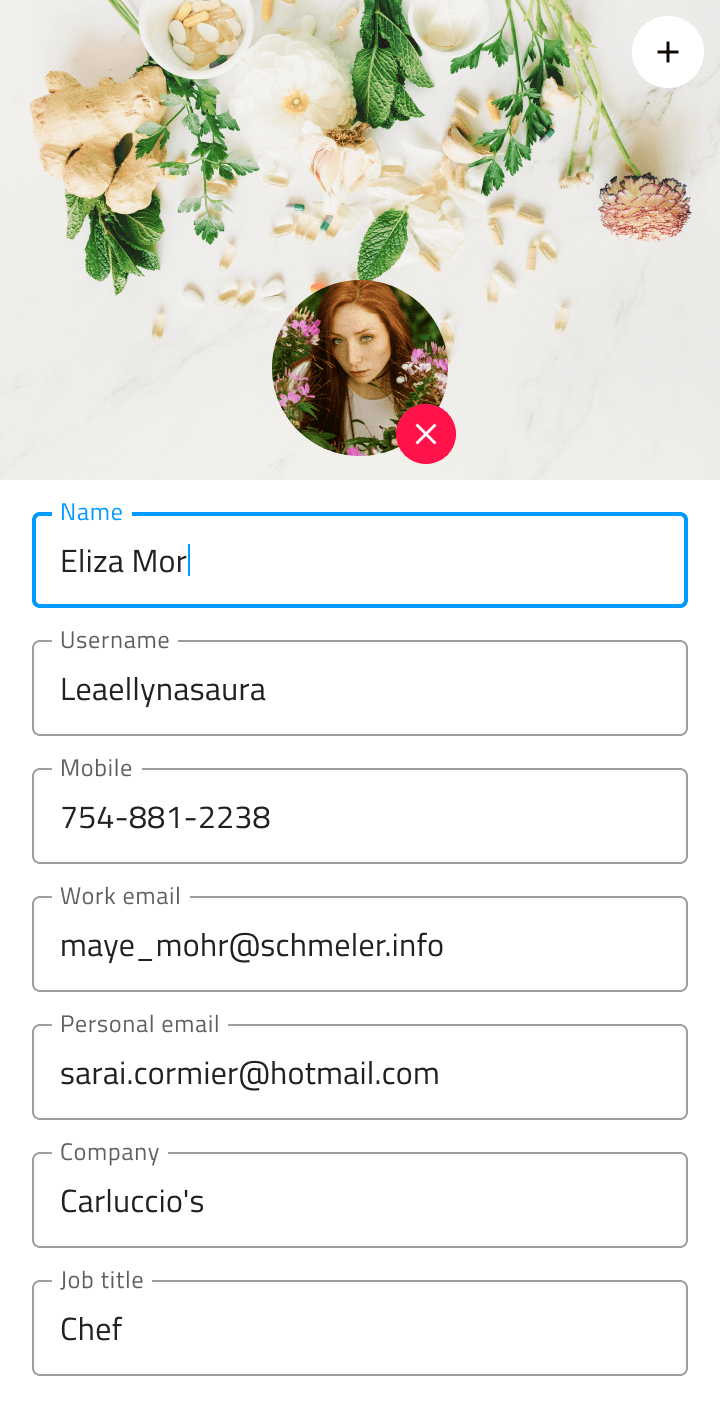 Name
Eliza Mor
Username
Leaellynasaura
Mobile
754-881-2238
Work email
maye_mohr@schmeler.info
Personal email
sarai.cormier@hotmail.com
Company
Carluccio's
Job title
Chef